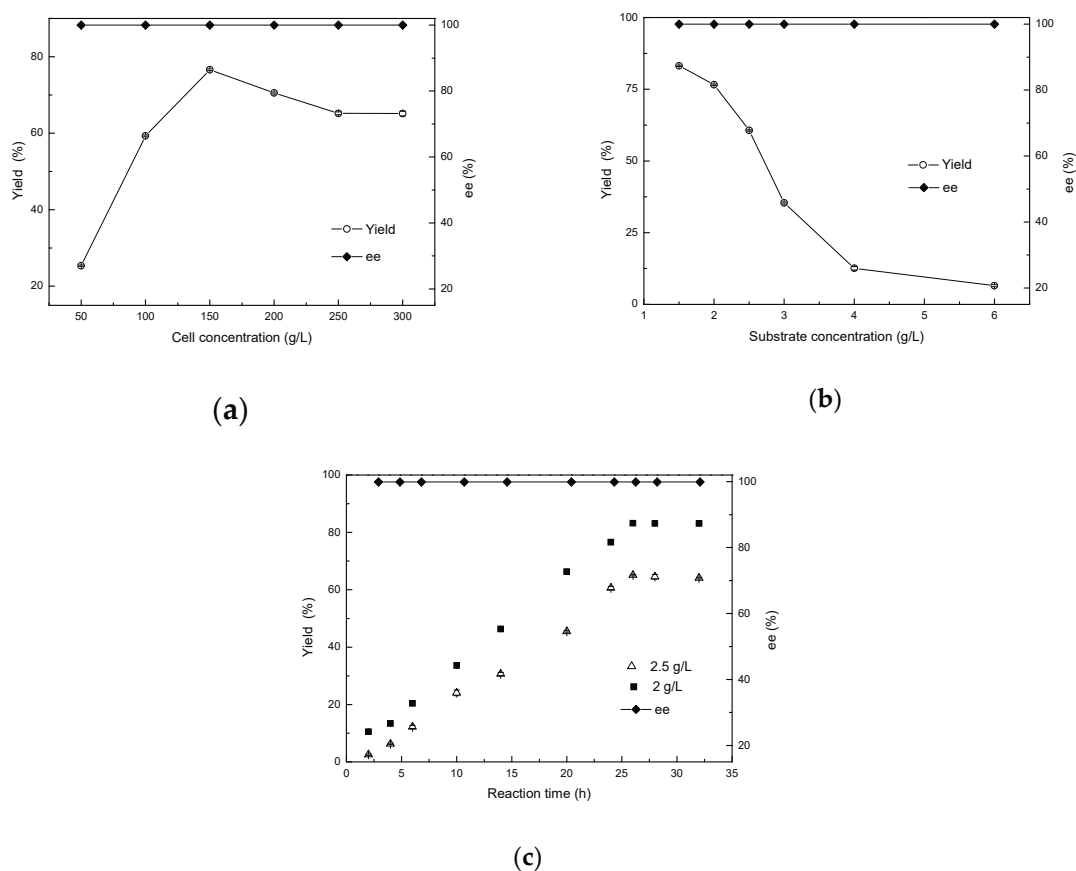 100
80
80
60
60
40
40
20
20
Yield (%)
ee (%)
Yield
ee
50 100 150 200 250 300
Cell concentration (g/L)
(a)
100
100
75
80
50
60
25
40
0
20
Yield (%)
ee (%)
Yield
ee
1 2 3 4 5 6
Substrate concentration (g/L)
(b)
100
100
80
80
60
60
40
40
20
20
0
Yield (%)
ee (%)
2.5 g/L
2 g/L
ee
0 5 10 15 20 25 30 35
Reaction time (h)
(c)